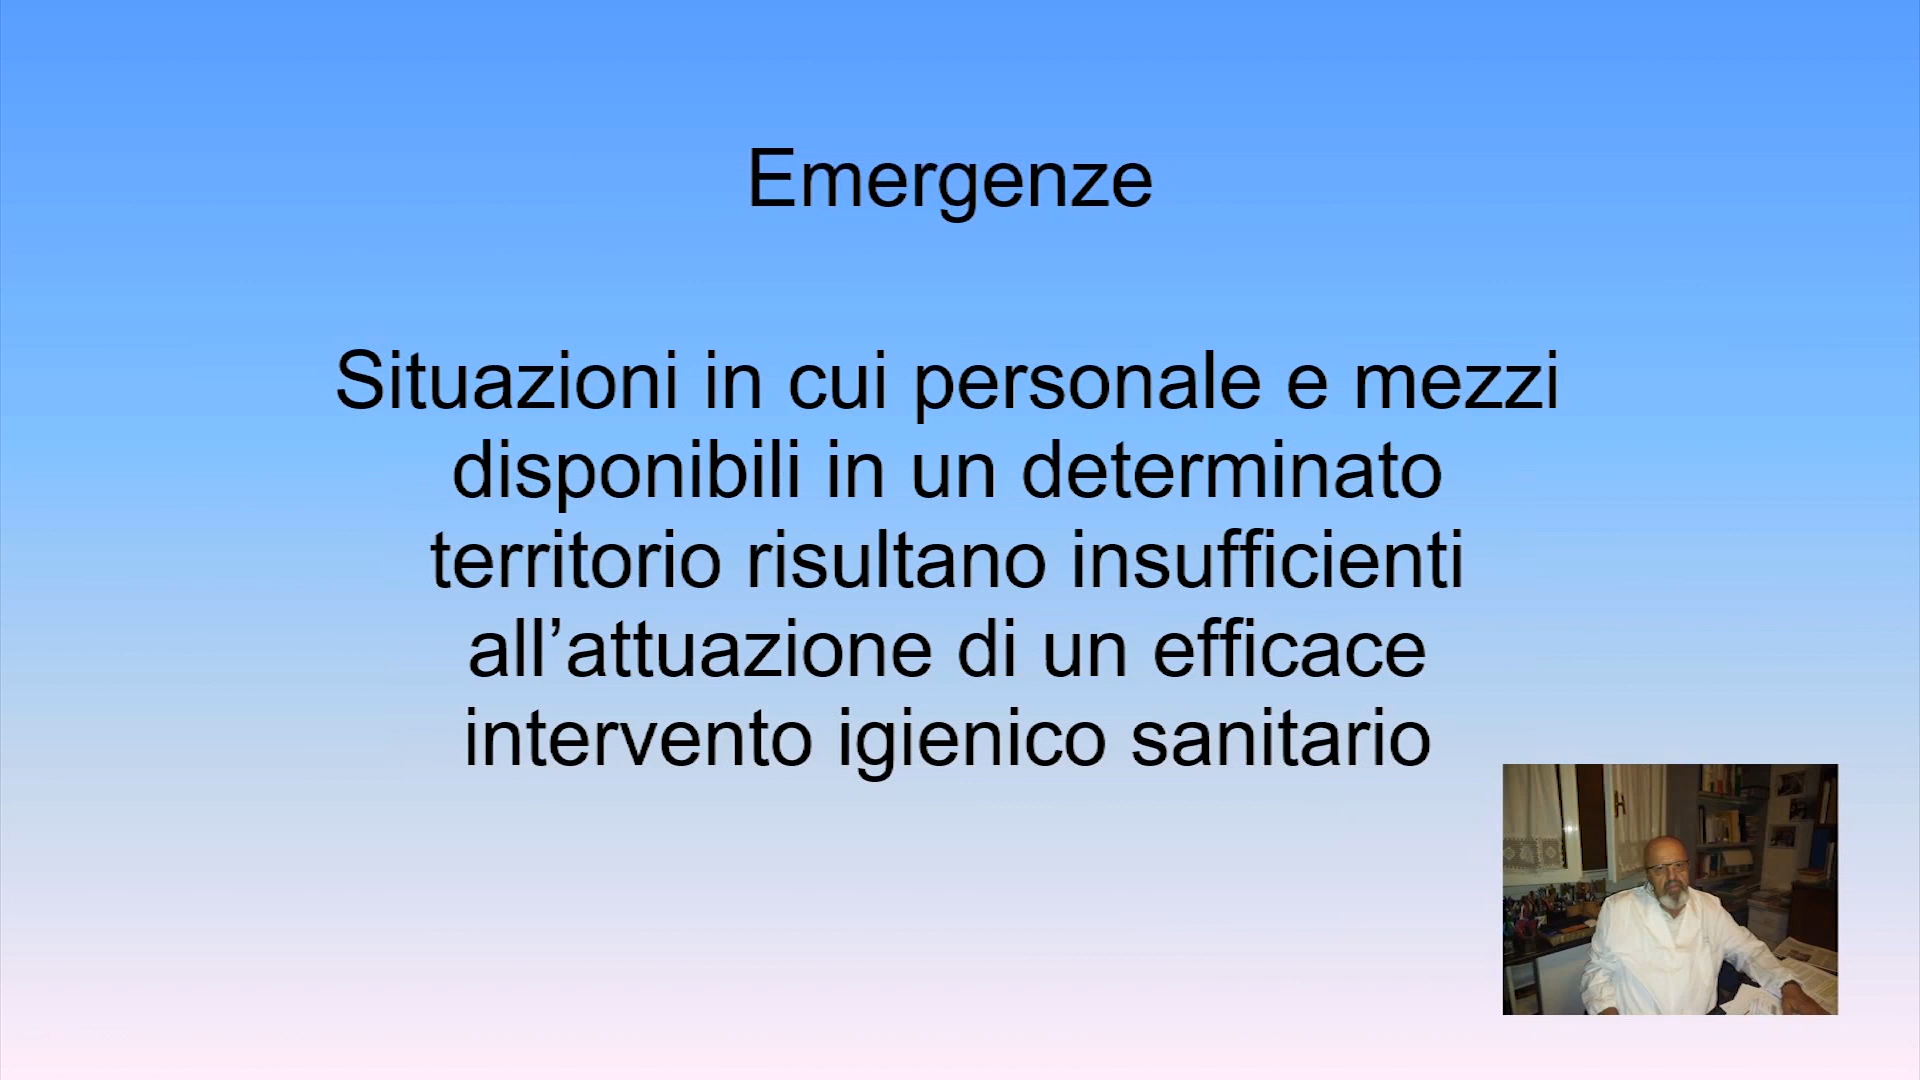 Emergenze
Situazioni in cui personale e mezzi
disponibili in un determinato
territorio risultano insufficienti
all’attuazione di un efficace
intervento igienico sanitario